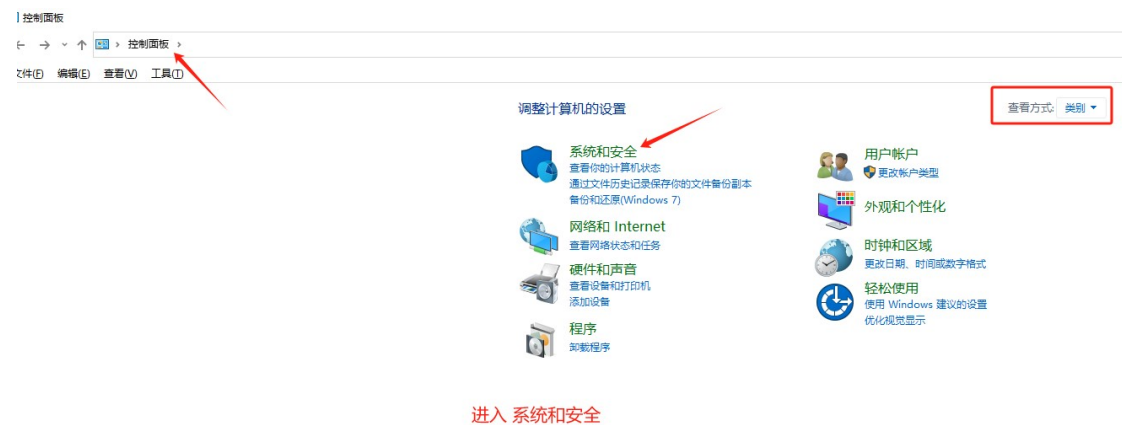 控制面板
控制面板
文件(F) 编辑(E) 查看(V) 工具(T)
调整计算机的设置
查看方式: 类别
系统和安全
查看你的计算机状态
通过文件历史记录保存你的文件备份副本
备份和还原(Windows 7)
网络和 Internet
查看网络状态和任务
硬件和声音
查看设备和打印机
添加设备
程序
卸载程序
用户帐户
更改帐户类型
外观和个性化
时钟和区域
更改日期、时间或数字格式
轻松使用
使用 Windows 建议的设置
优化视觉显示
进入 系统和安全